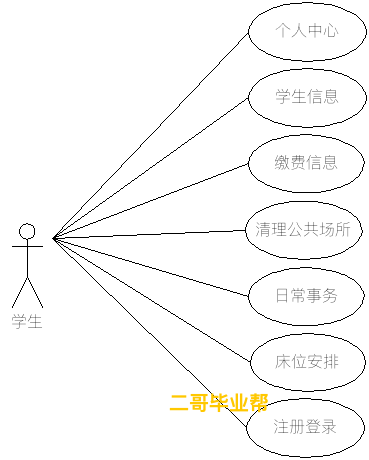 个人中心
学生信息
缴费信息
清理公共场所
日常事务
学生
床位安排
二哥毕业帮
注册登录